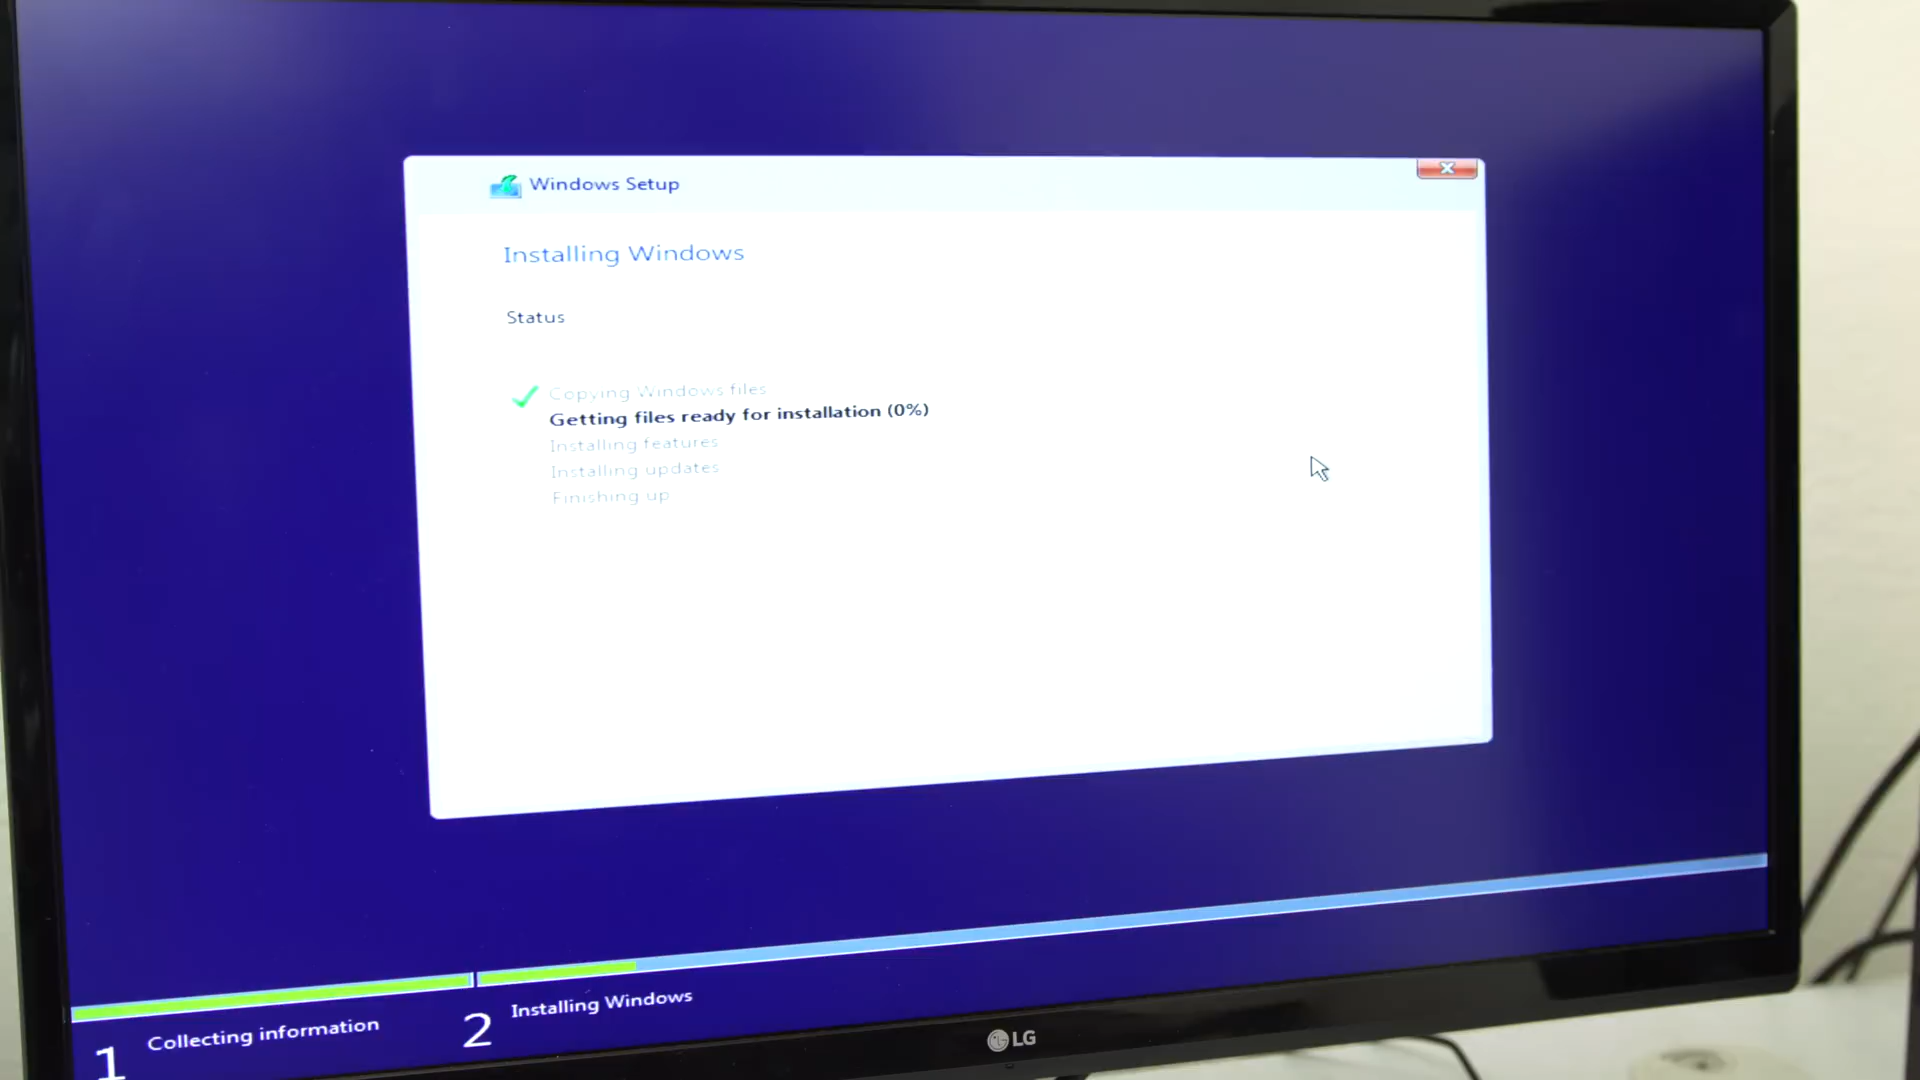 Windows Setup
Installing Windows
Status
Copying Windows files
Getting files ready for installation (0%)
Installing features
Installing updates
Finishing up
1 Collecting information
2 Installing Windows
LG